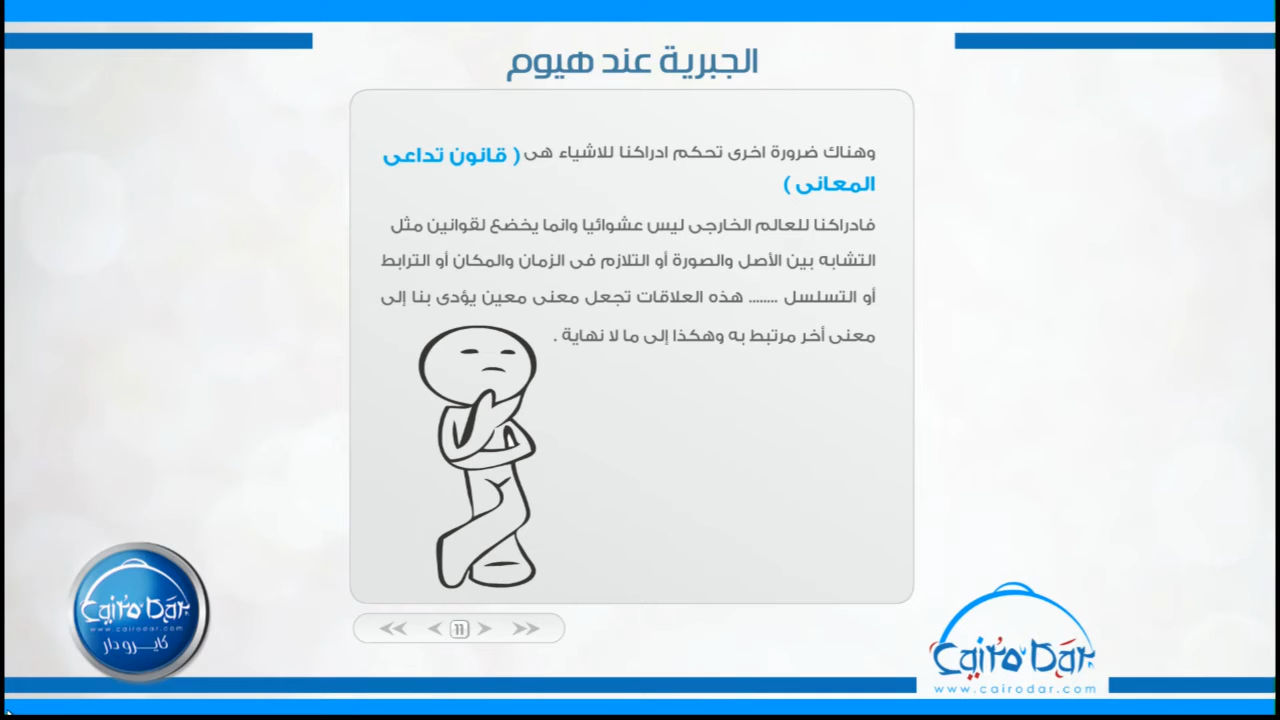 الجبرية عند هيوم
وهناك ضرورة اخرى تحكم ادراكنا للاشياء هى ( قانون تداعى
المعانى )
فادراكنا للعالم الخارجى ليس عشوائيا وانما يخضع لقوانين مثل
التشابه بين الأصل والصورة أو التلازم فى الزمان والمكان أو الترابط
أو التسلسل ........ هذه العلاقات تجعل معنى معين يؤدى بنا إلى
معنى أخر مرتبط به وهكذا إلى ما لا نهاية .
11
Cairo Dar
www.cairodar.com
كايرو دار
Cairo Dar
www.cairodar.com